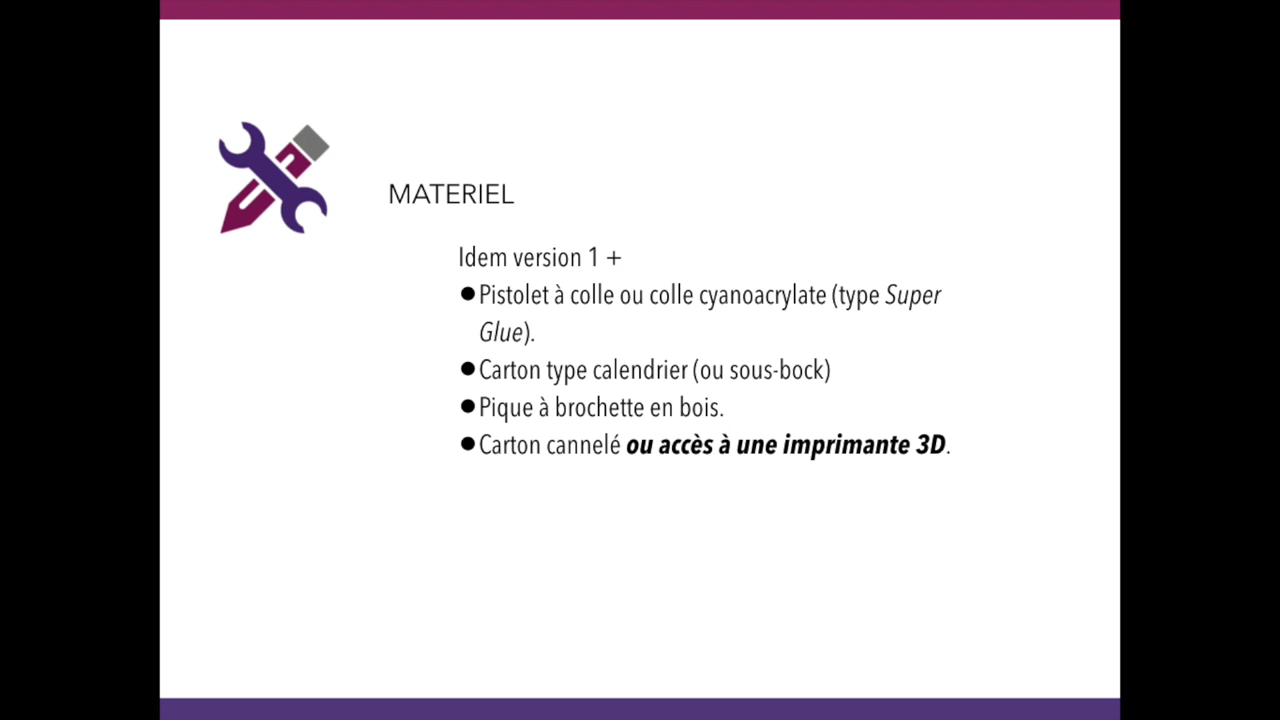 MATERIEL
Idem version 1 +
●Pistolet à colle ou colle cyanoacrylate (type Super
Glue).
●Carton type calendrier (ou sous-bock)
●Pique à brochette en bois.
●Carton cannelé ou accès à une imprimante 3D.